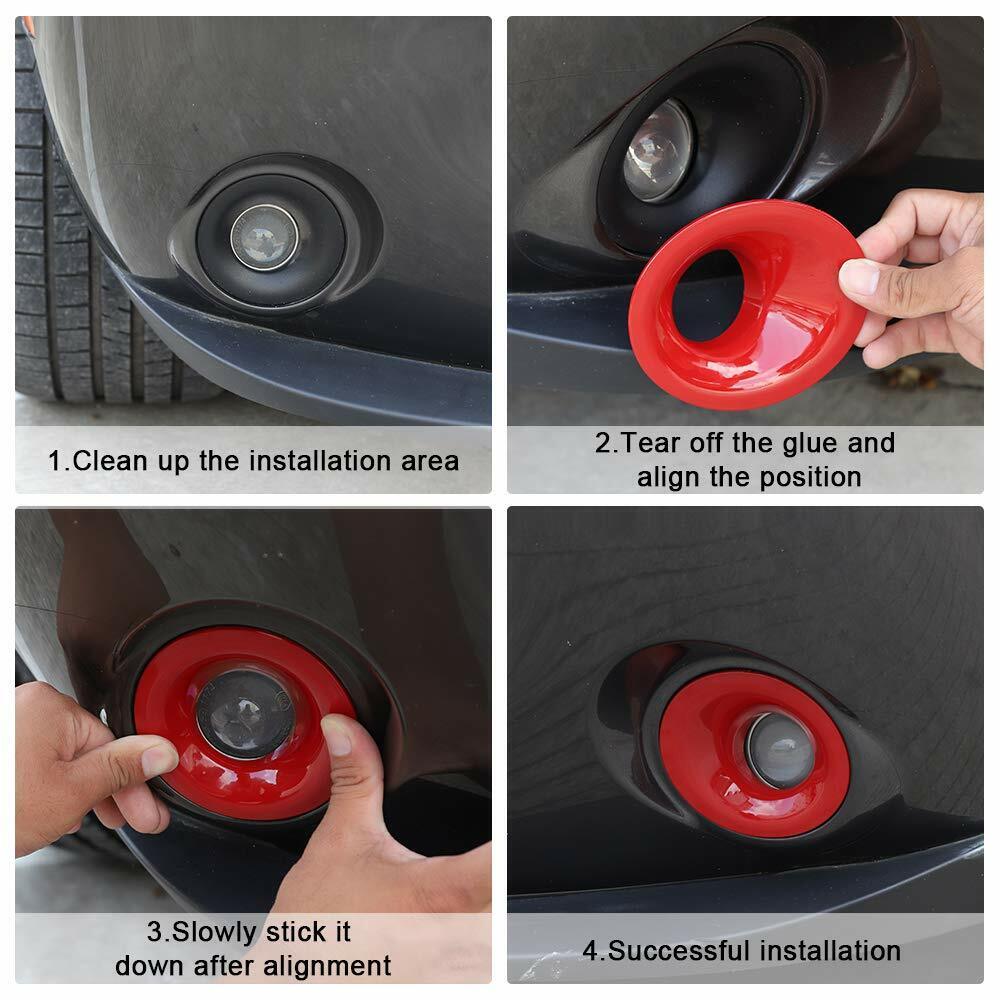 1.Clean up the installation area
2.Tear off the glue and
align the position
3.Slowly stick it
down after alignment
4.Successful installation